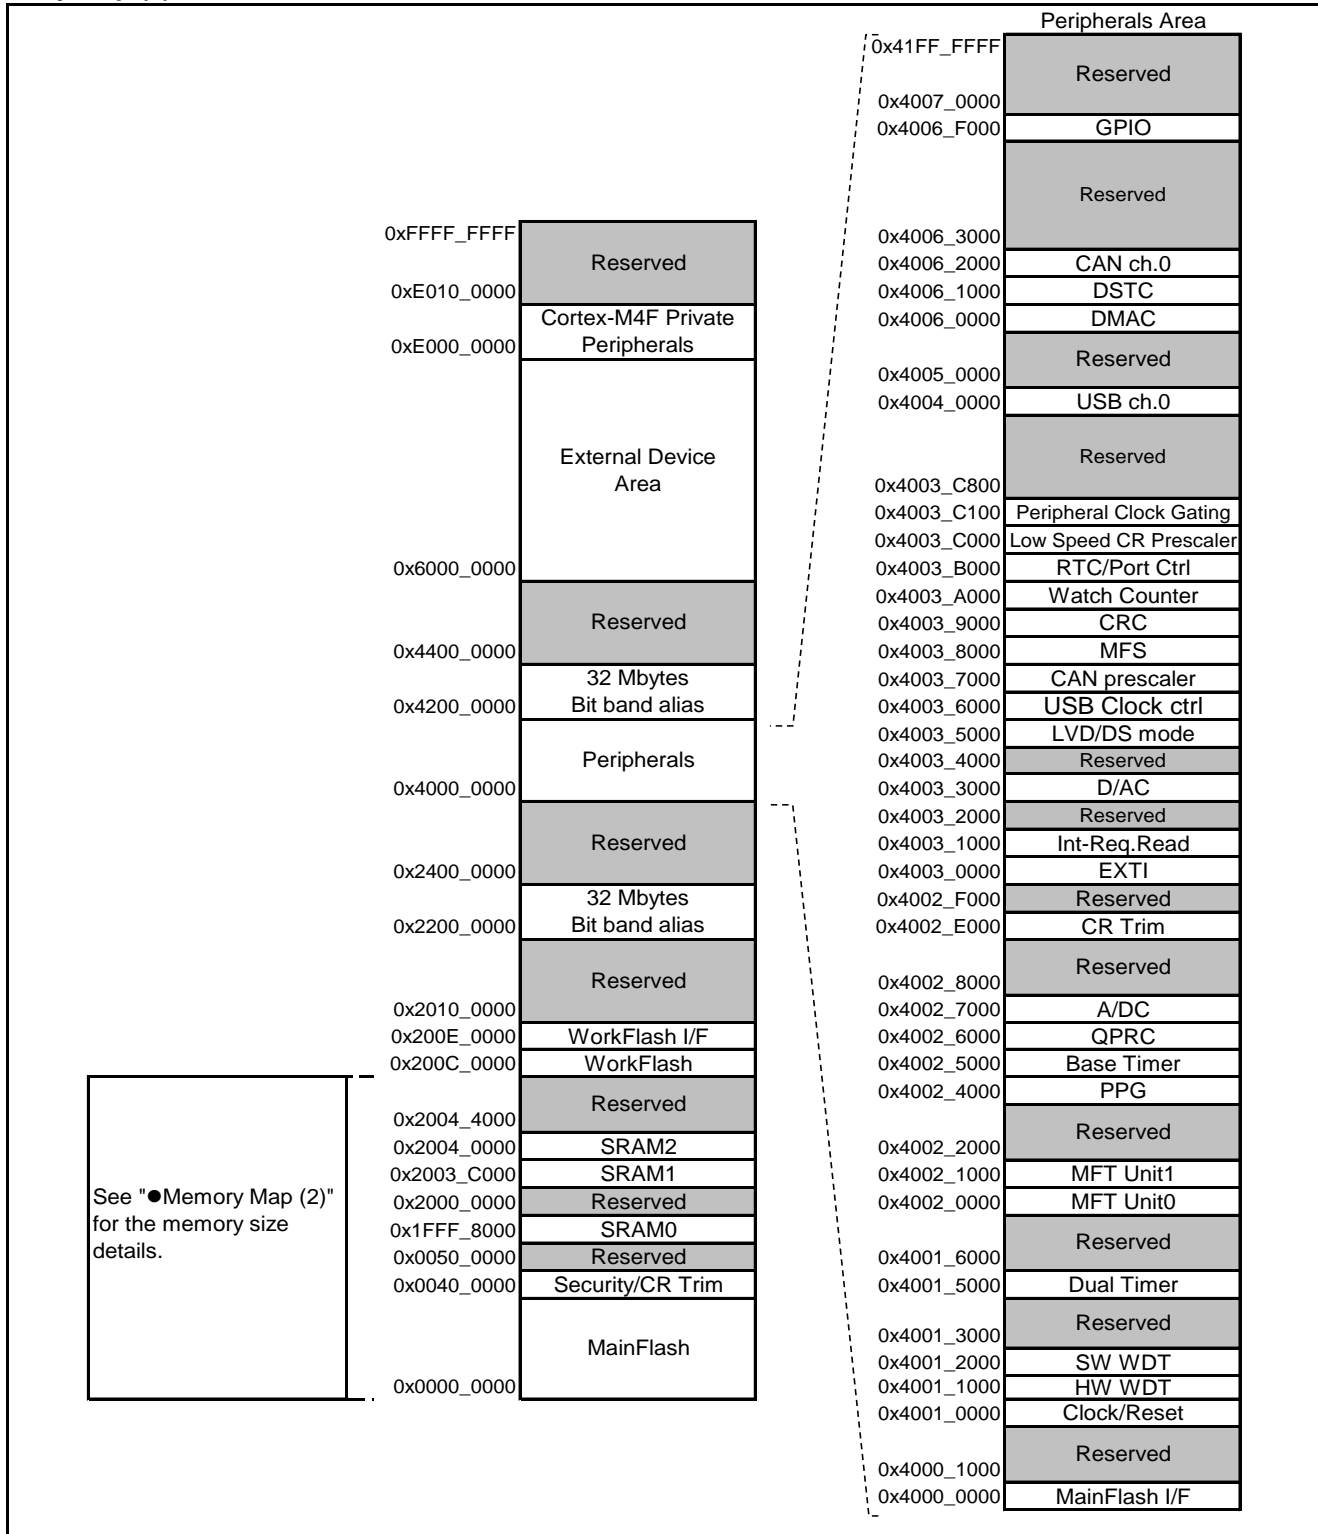 Peripherals Area
0x41FF_FFFF
Reserved
0x4007_0000
0x4006_F000 GPIO
Reserved
0x4006_3000
0x4006_2000 CAN ch.0
0x4006_1000 DSTC
0x4006_0000 DMAC
Reserved
0x4005_0000
0x4004_0000 USB ch.0
Reserved
0x4003_C800
0x4003_C100 Peripheral Clock Gating
0x4003_C000 Low Speed CR Prescaler
0x4003_B000 RTC/Port Ctrl
0x4003_A000 Watch Counter
0x4003_9000 CRC
0x4003_8000 MFS
0x4003_7000 CAN prescaler
0x4003_6000 USB Clock ctrl
0x4003_5000 LVD/DS mode
0x4003_4000 Reserved
0x4003_3000 D/AC
0x4003_2000 Reserved
0x4003_1000 Int-Req.Read
0x4003_0000 EXTI
0x4002_F000 Reserved
0x4002_E000 CR Trim
Reserved
0x4002_8000
0x4002_7000 A/DC
0x4002_6000 QPRC
0x4002_5000 Base Timer
0x4002_4000 PPG
Reserved
0x4002_2000
0x4002_1000 MFT Unit1
0x4002_0000 MFT Unit0
Reserved
0x4001_6000
0x4001_5000 Dual Timer
Reserved
0x4001_3000
0x4001_2000 SW WDT
0x4001_1000 HW WDT
0x4001_0000 Clock/Reset
Reserved
0x4000_1000
0x4000_0000 MainFlash I/F
0xFFFF_FFFF
Reserved
0xE010_0000
Cortex-M4F Private
0xE000_0000 Peripherals
External Device
Area
0x6000_0000
Reserved
0x4400_0000
32 Mbytes
0x4200_0000 Bit band alias
Peripherals
0x4000_0000
Reserved
0x2400_0000
32 Mbytes
0x2200_0000 Bit band alias
Reserved
0x2010_0000
0x200E_0000 WorkFlash I/F
0x200C_0000 WorkFlash
Reserved
0x2004_4000
0x2004_0000 SRAM2
0x2003_C000 SRAM1
0x2000_0000 Reserved
0x1FFF_8000 SRAM0
0x0050_0000 Reserved
0x0040_0000 Security/CR Trim
MainFlash
0x0000_0000
See "●Memory Map (2)"
for the memory size
details.